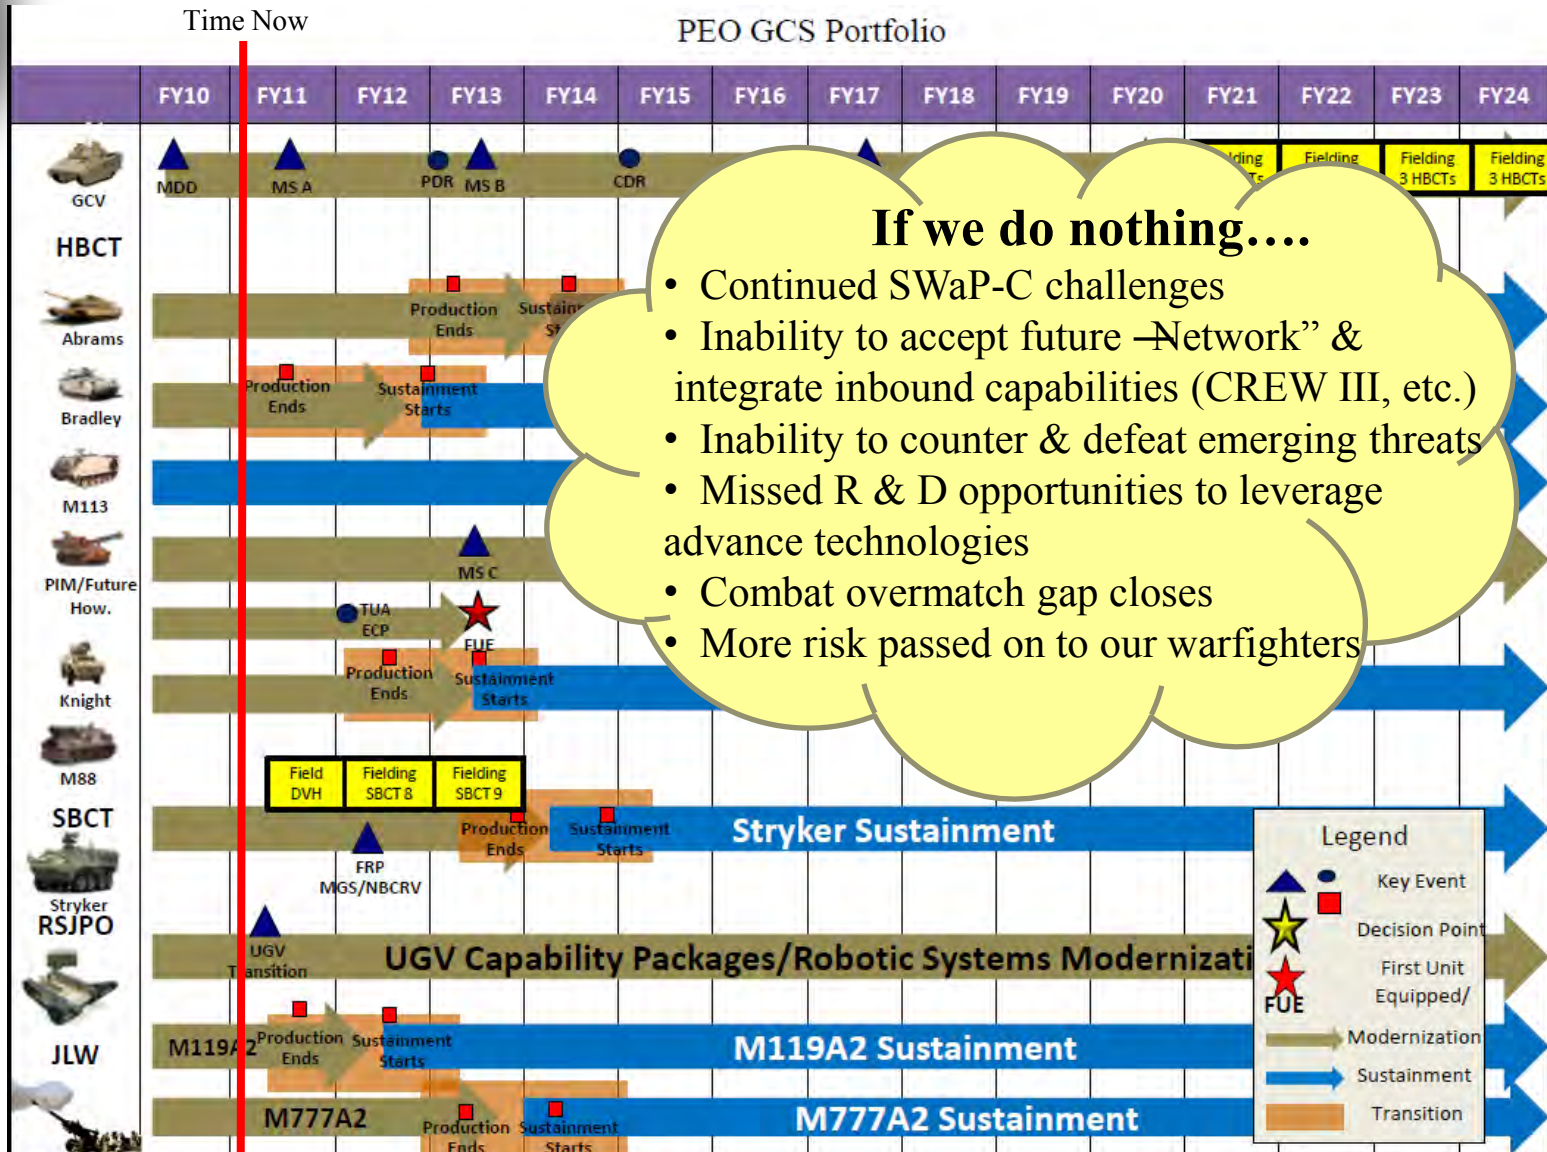 Time Now
PEO GCS Portfolio
FY10 FY11 FY12 FY13 FY14 FY15 FY16 FY17 FY18 FY19 FY20 FY21 FY22 FY23 FY24
GCV
MDD
MS A
PDR
MS B
CDR
Fielding
Fielding
3 HBCTs
Fielding
3 HBCTs
HBCT
Abrams
Production
Ends
Bradley
Production
Ends
Sustainment
Starts
M113
PIM/Future
How.
MS C
TUA
ECP
FUE
Knight
Production
Ends
Sustainment
Starts
M88
Field
DVH
Fielding
SBCT 8
Fielding
SBCT 9
SBCT
Stryker
Production
Ends
Sustainment
Starts
Stryker Sustainment
FRP
MGS/NBCRV
RSJPO
UGV
Transition
UGV Capability Packages/Robotic Systems Modernizati
JLW
M119A2
Production
Ends
Sustainment
Starts
M119A2 Sustainment
M777A2
Production
Ends
Sustainment
Starts
M777A2 Sustainment
If we do nothing….
• Continued SWaP-C challenges
• Inability to accept future ―Network” &
integrate inbound capabilities (CREW III, etc.)
• Inability to counter & defeat emerging threats
• Missed R & D opportunities to leverage
advance technologies
• Combat overmatch gap closes
• More risk passed on to our warfighters
Legend
Key Event
Decision Point
First Unit
Equipped/
FUE
Modernization
Sustainment
Transition